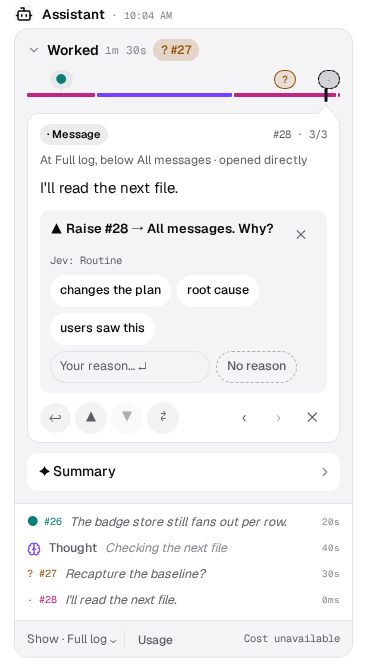 Assistant · 10:04 AM
Worked 1m 30s ? #27
?
· Message #28 · 3/3
At Full log, below All messages · opened directly
I'll read the next file.
▲ Raise #28 → All messages. Why? ×
Jev: Routine
changes the plan root cause
users saw this
Your reason… ↵ No reason
↩ ▲ ▼ ⇄ ‹ › ×
✦ Summary ›
#26 The badge store still fans out per row. 20s
Thought Checking the next file 40s
? #27 Recapture the baseline? 30s
· #28 I'll read the next file. 0ms
Show · Full log ⌄ Usage Cost unavailable